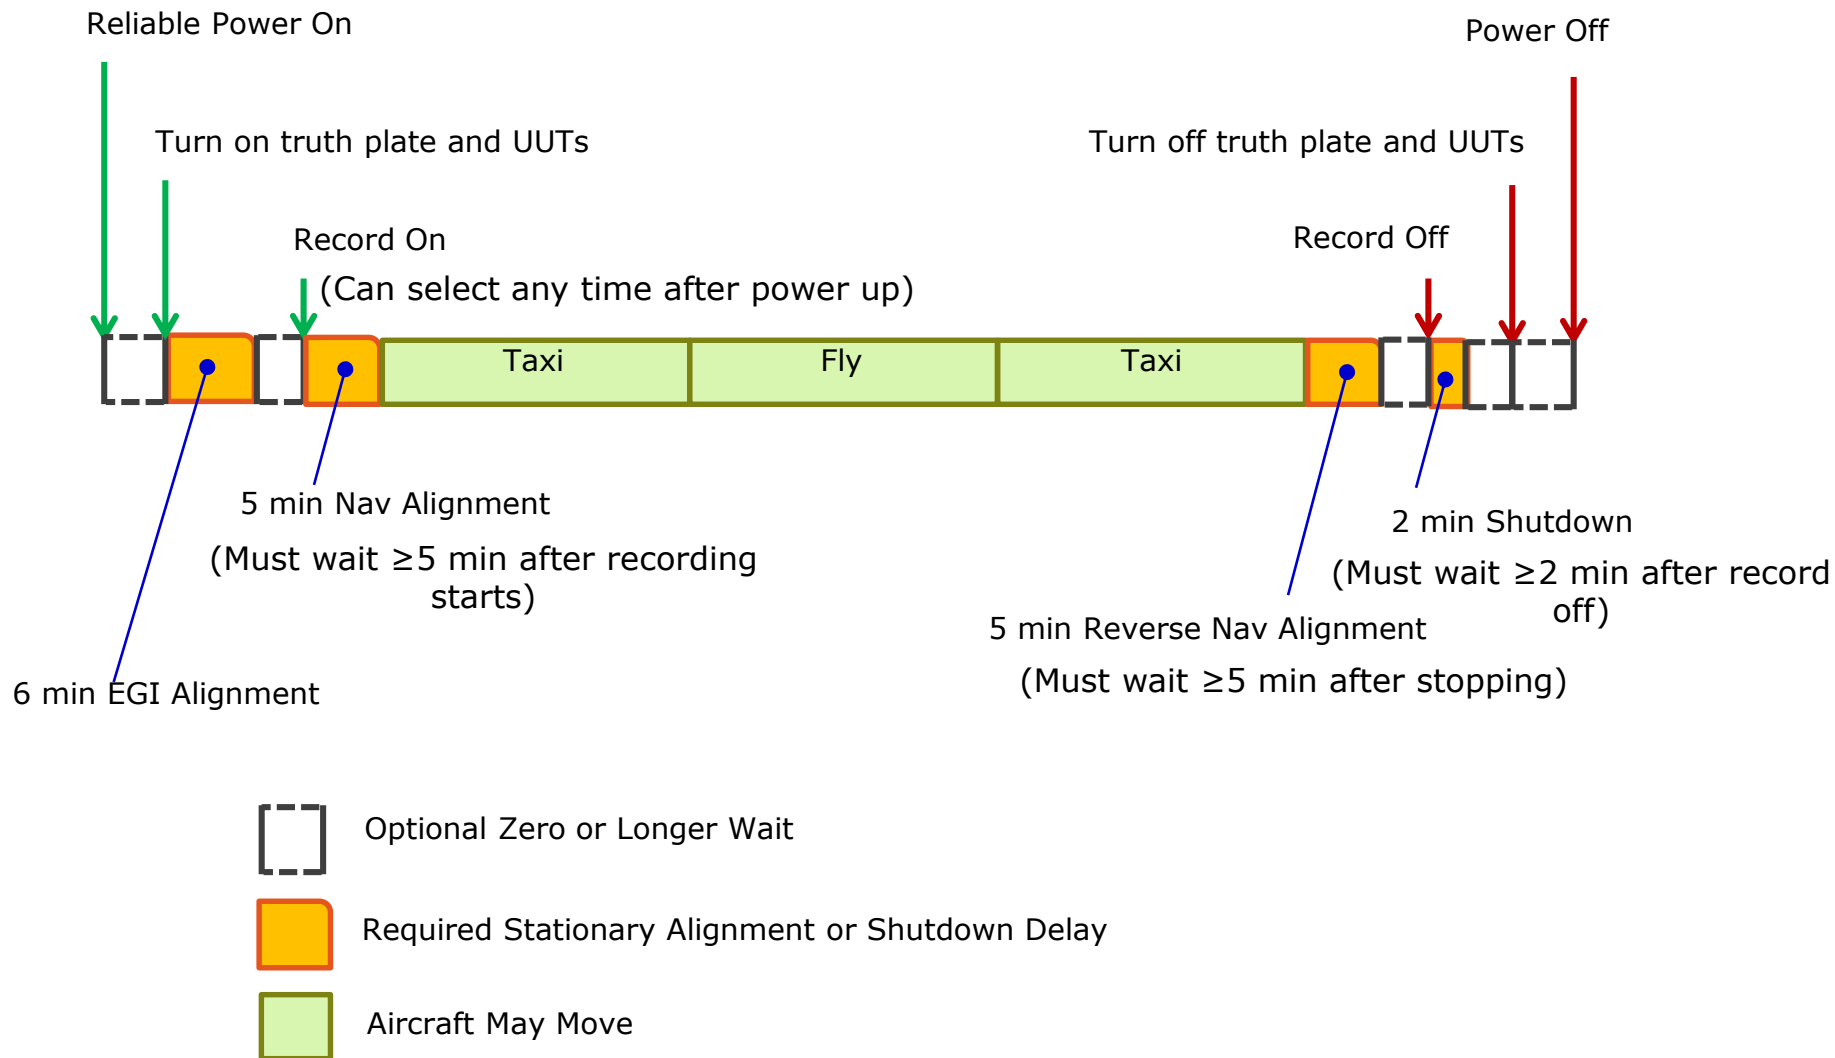 Reliable Power On
Power Off
Turn on truth plate and UUTs
Turn off truth plate and UUTs
Record On
(Can select any time after power up)
Record Off
Taxi
Fly
Taxi
5 min Nav Alignment
(Must wait ≥5 min after recording
starts)
2 min Shutdown
(Must wait ≥2 min after record
off)
5 min Reverse Nav Alignment
(Must wait ≥5 min after stopping)
6 min EGI Alignment
Optional Zero or Longer Wait
Required Stationary Alignment or Shutdown Delay
Aircraft May Move